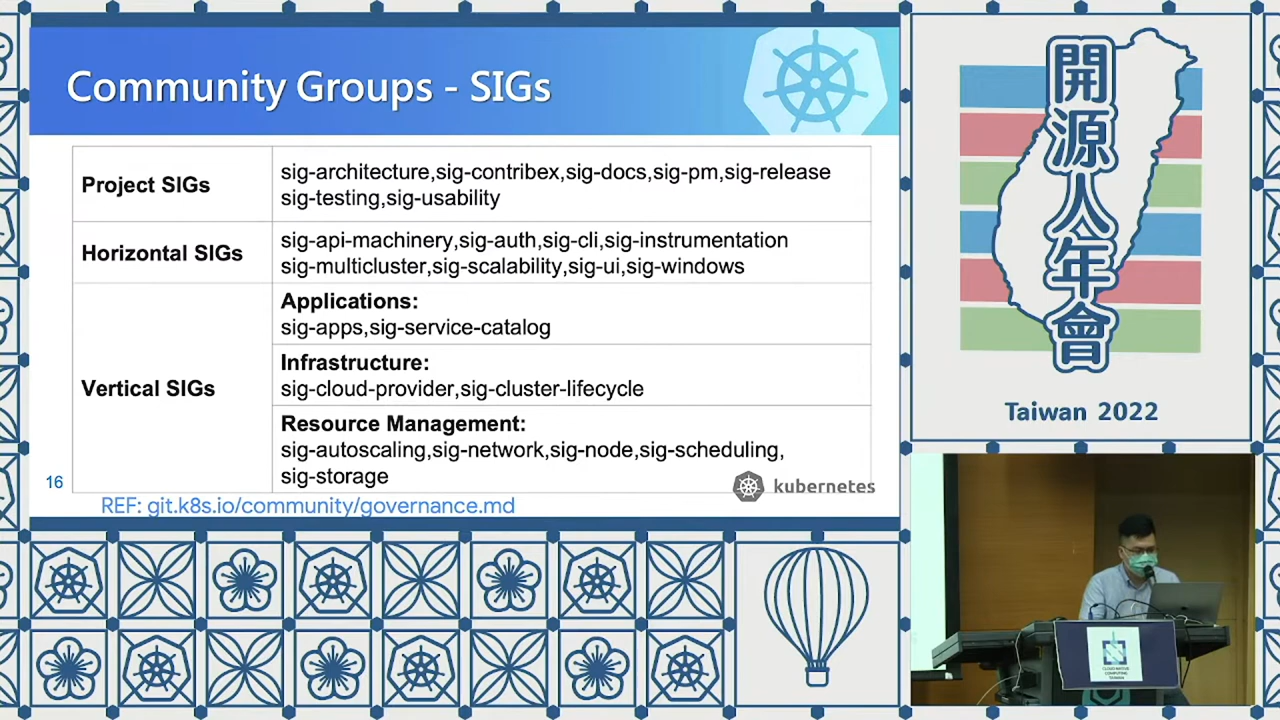 Community Groups - SIGs
Project SIGs
sig-architecture,sig-contribex,sig-docs,sig-pm,sig-release
sig-testing,sig-usability
Horizontal SIGs
sig-api-machinery,sig-auth,sig-cli,sig-instrumentation
sig-multicluster,sig-scalability,sig-ui,sig-windows
Vertical SIGs
Applications:
sig-apps,sig-service-catalog
Infrastructure:
sig-cloud-provider,sig-cluster-lifecycle
Resource Management:
sig-autoscaling,sig-network,sig-node,sig-scheduling,
sig-storage
16
kubernetes
REF: git.k8s.io/community/governance.md
開源人年會
Taiwan 2022
CLOUD NATIVE
COMPUTING
TAIWAN